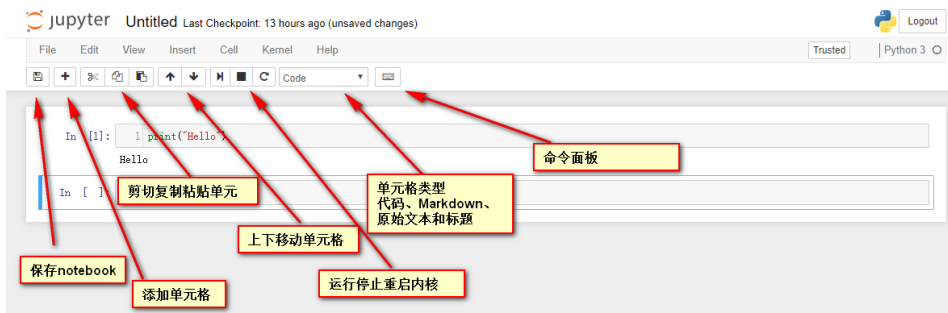 jupyter Untitled Last Checkpoint: 13 hours ago (unsaved changes) Logout
File Edit View Insert Cell Kernel Help Trusted Python 3
Code
In [1]: 1 print("Hello")
Hello
命令面板
In [ ]:
剪切复制粘贴单元
单元格类型
代码、Markdown、
原始文本和标题
上下移动单元格
保存notebook
运行停止重启内核
添加单元格